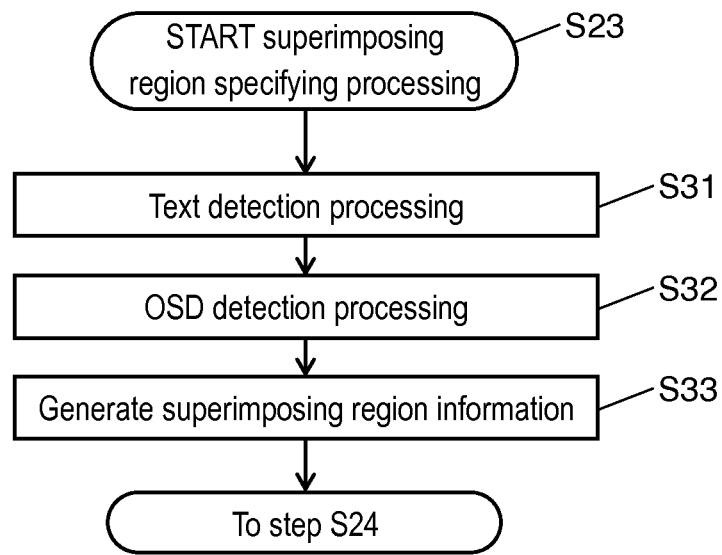 START superimposing
region specifying processing
S23
Text detection processing
S31
OSD detection processing
S32
Generate superimposing region information
S33
To step S24